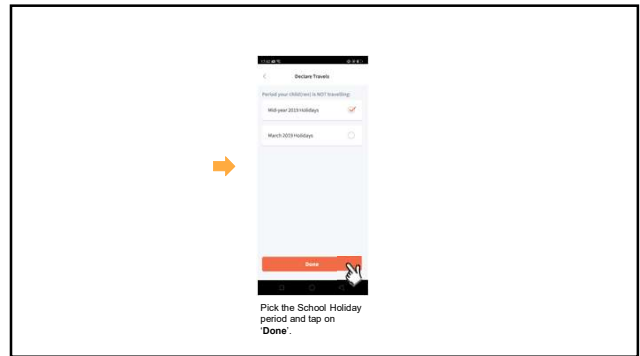 Declare Travels
Period your child(ren) is NOT travelling:
Mid-year 2019 Holidays
March 2019 Holidays
Done
Pick the School Holiday
period and tap on
‘Done’.